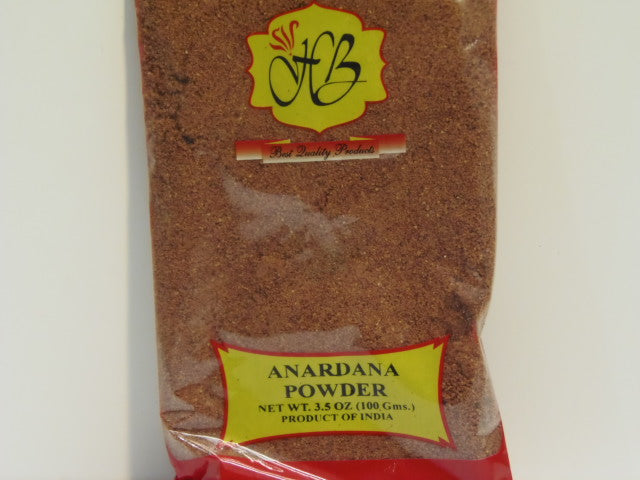 HB
Best Quality Products
ANARDANA
POWDER
NET WT. 3.5 OZ (100 Gms.)
PRODUCT OF INDIA